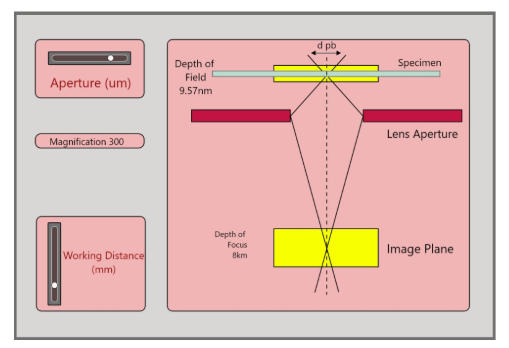 Aperture (um)
Magnification 300
Working Distance
(mm)
d pb
Depth of
Field
9.57nm
Specimen
Lens Aperture
Depth of
Focus
8km
Image Plane